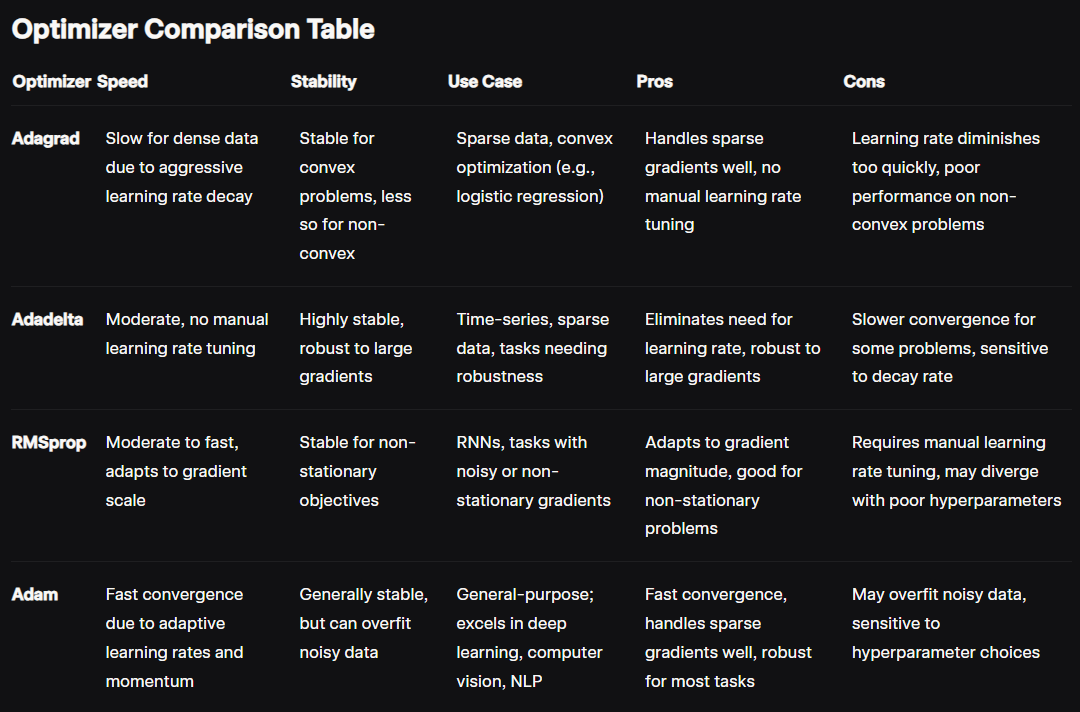 Optimizer Comparison Table
Optimizer Speed Stability Use Case Pros Cons
Adagrad Slow for dense data Stable for Sparse data, convex Handles sparse Learning rate diminishes
due to aggressive convex optimization (e.g., gradients well, no too quickly, poor
learning rate decay problems, less logistic regression) manual learning rate performance on non-
so for non- tuning convex problems
convex
Adadelta Moderate, no manual Highly stable, Time-series, sparse Eliminates need for Slower convergence for
learning rate tuning robust to large data, tasks needing learning rate, robust to some problems, sensitive
gradients robustness large gradients to decay rate
RMSprop Moderate to fast, Stable for non- RNNs, tasks with Adapts to gradient Requires manual learning
adapts to gradient stationary noisy or non- magnitude, good for rate tuning, may diverge
scale objectives stationary gradients non-stationary with poor hyperparameters
problems
Adam Fast convergence Generally stable, General-purpose; Fast convergence, May overfit noisy data,
due to adaptive but can overfit excels in deep handles sparse sensitive to
learning rates and noisy data learning, computer gradients well, robust hyperparameter choices
momentum vision, NLP for most tasks